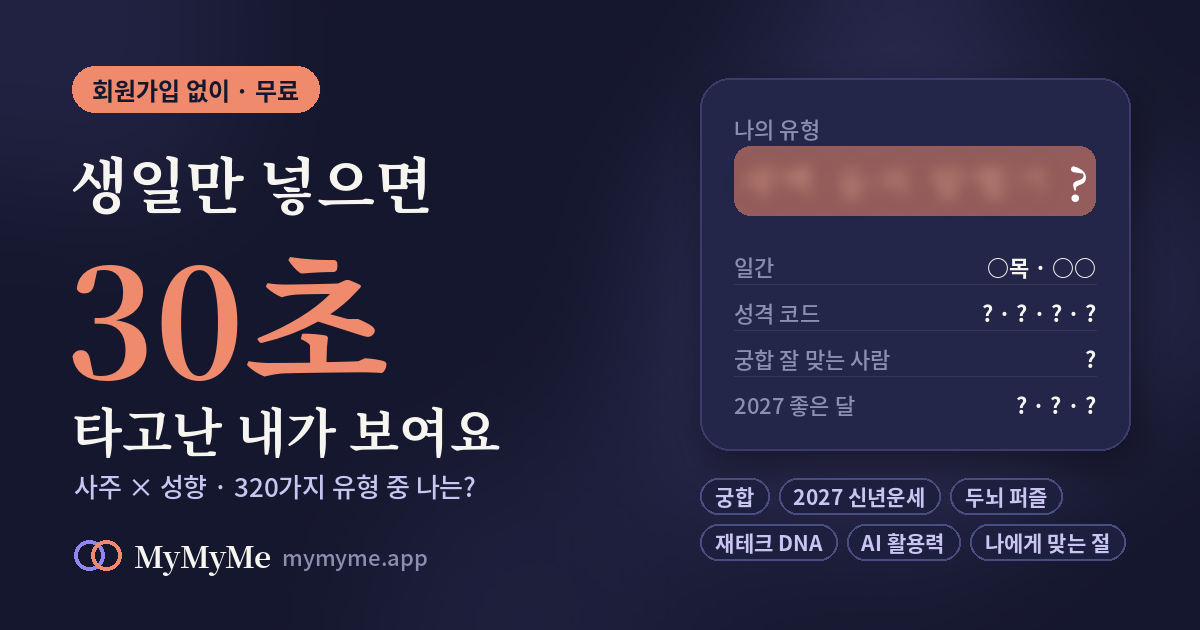 회원가입 없이 · 무료
생일만 넣으면
30초
타고난 내가 보여요
사주 × 성향 · 320가지 유형 중 나는?
MyMyMe mymyme.app
나의 유형
?
일간 ○목 · ○○
성격 코드 ? · ? · ? · ?
궁합 잘 맞는 사람 ?
2027 좋은 달 ? · ? · ?
궁합 2027 신년운세 두뇌 퍼즐
재테크 DNA AI 활용력 나에게 맞는 절